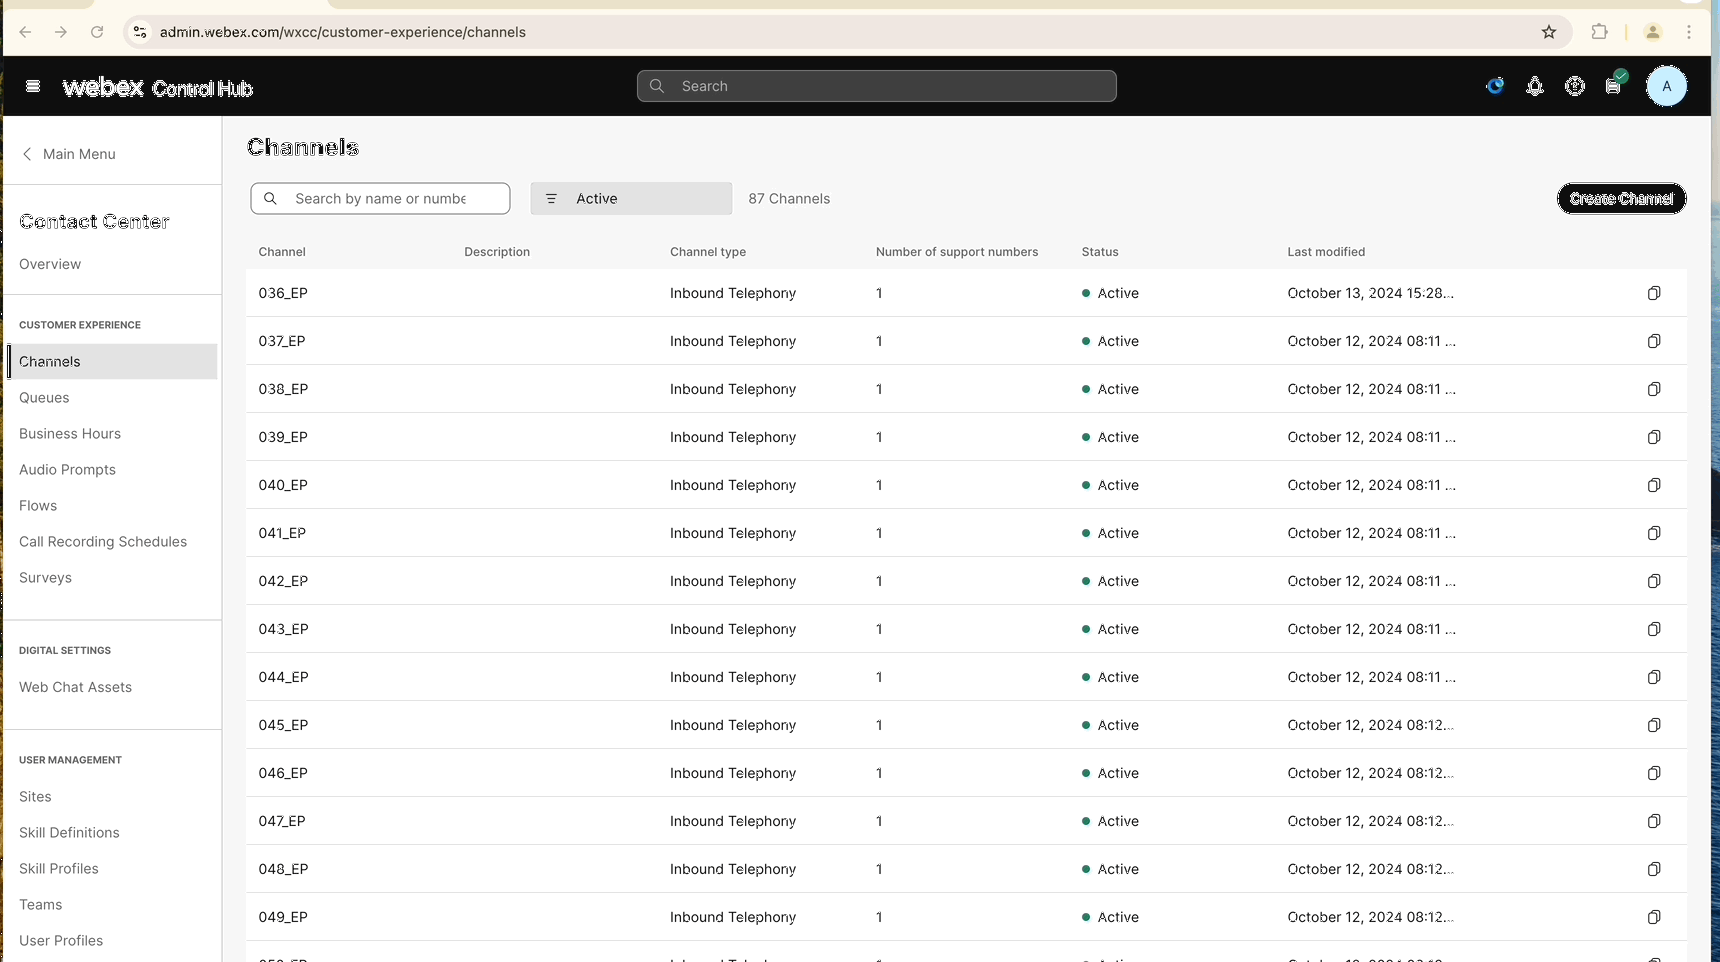 admin.webex.com/wxcc/customer-experience/channels
webex Control Hub
Search
A
Main Menu
Contact Center
Overview
CUSTOMER EXPERIENCE
Channels
Queues
Business Hours
Audio Prompts
Flows
Call Recording Schedules
Surveys
DIGITAL SETTINGS
Web Chat Assets
USER MANAGEMENT
Sites
Skill Definitions
Skill Profiles
Teams
User Profiles
Channels
Search by name or numbe
Active
87 Channels
Create Channel
Channel Description Channel type Number of support numbers Status Last modified
036_EP Inbound Telephony 1 Active October 13, 2024 15:28...
037_EP Inbound Telephony 1 Active October 12, 2024 08:11 ...
038_EP Inbound Telephony 1 Active October 12, 2024 08:11 ...
039_EP Inbound Telephony 1 Active October 12, 2024 08:11 ...
040_EP Inbound Telephony 1 Active October 12, 2024 08:11 ...
041_EP Inbound Telephony 1 Active October 12, 2024 08:11 ...
042_EP Inbound Telephony 1 Active October 12, 2024 08:11 ...
043_EP Inbound Telephony 1 Active October 12, 2024 08:11 ...
044_EP Inbound Telephony 1 Active October 12, 2024 08:11 ...
045_EP Inbound Telephony 1 Active October 12, 2024 08:12...
046_EP Inbound Telephony 1 Active October 12, 2024 08:12...
047_EP Inbound Telephony 1 Active October 12, 2024 08:12...
048_EP Inbound Telephony 1 Active October 12, 2024 08:12...
049_EP Inbound Telephony 1 Active October 12, 2024 08:12...